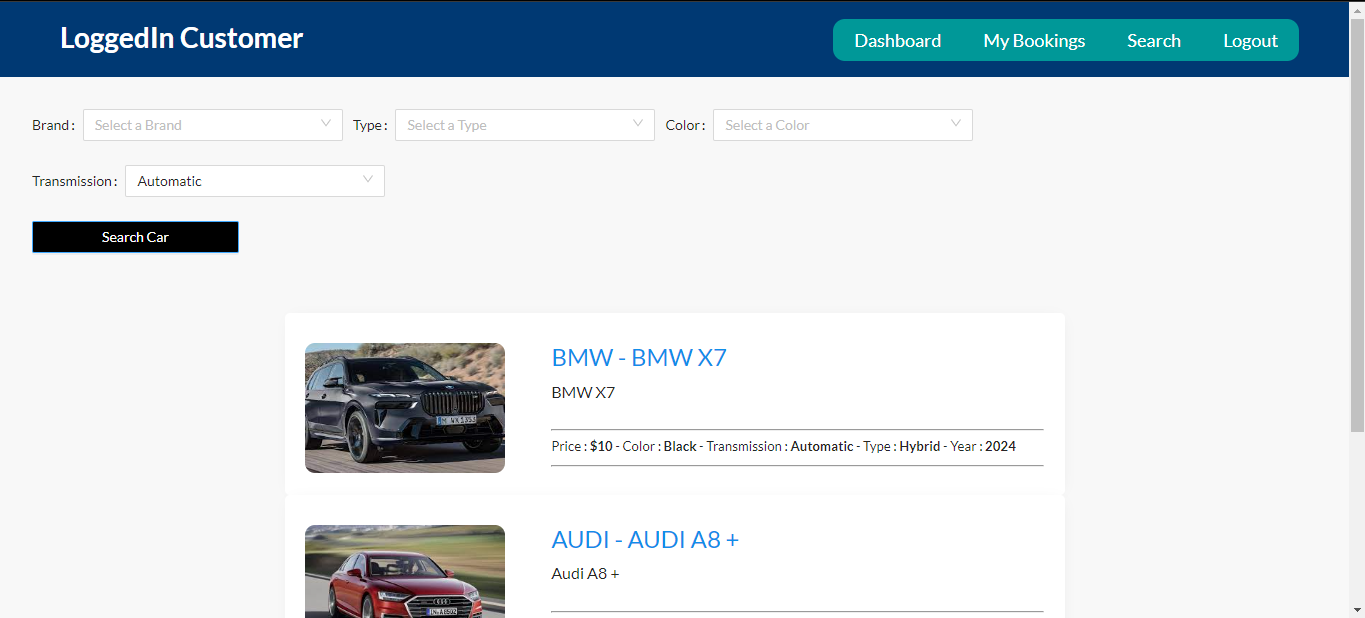 LoggedIn Customer
Dashboard My Bookings Search Logout
Brand : Select a Brand Type : Select a Type Color : Select a Color
Transmission : Automatic
Search Car
BMW - BMW X7
BMW X7
Price : $10 - Color : Black - Transmission : Automatic - Type : Hybrid - Year : 2024
AUDI - AUDI A8 +
Audi A8 +